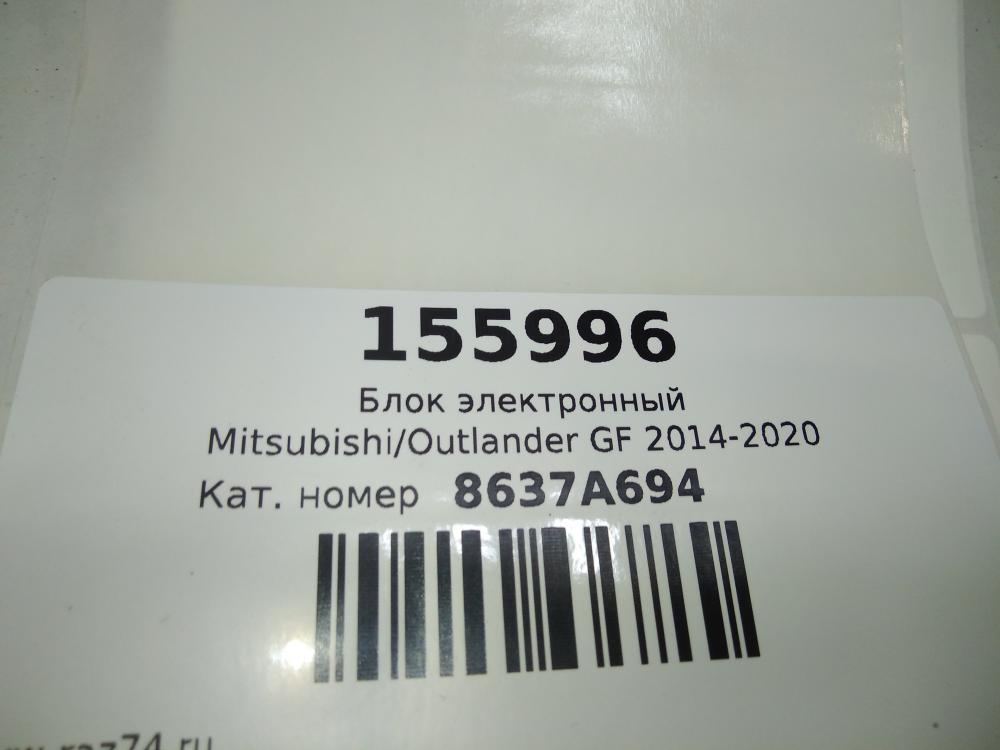 155996
Блок электронный
Mitsubishi/Outlander GF 2014-2020
Кат. номер 8637A694